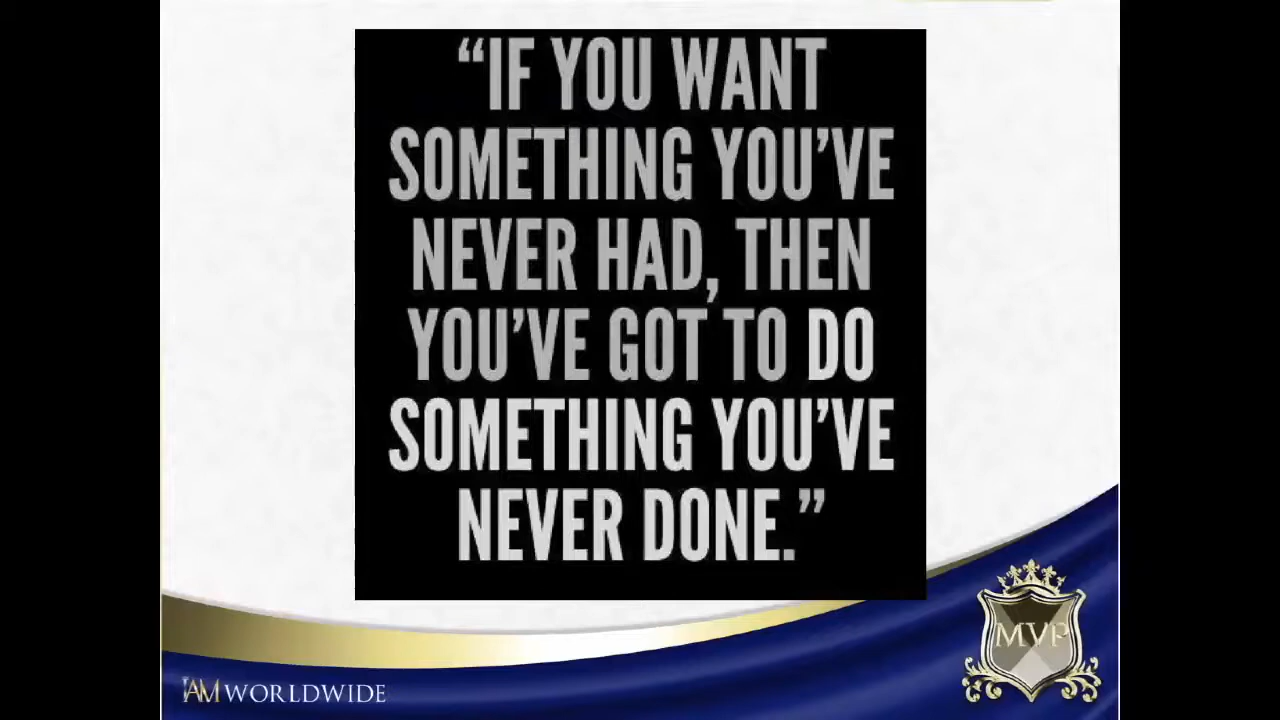 “IF YOU WANT
SOMETHING YOU’VE
NEVER HAD, THEN
YOU’VE GOT TO DO
SOMETHING YOU’VE
NEVER DONE.”
MVP
IAM WORLDWIDE